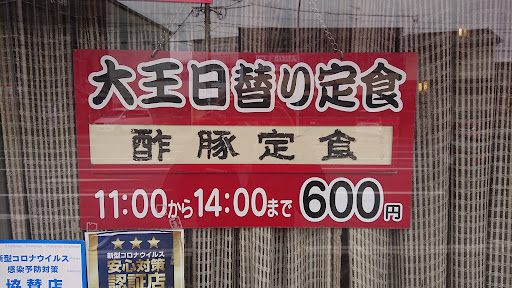 大王日替り定食
酢豚定食
11:00から14:00まで 600円
新型コロナウイルス
感染予防対策
協賛店
新型コロナウイルス
安心対策
認証店